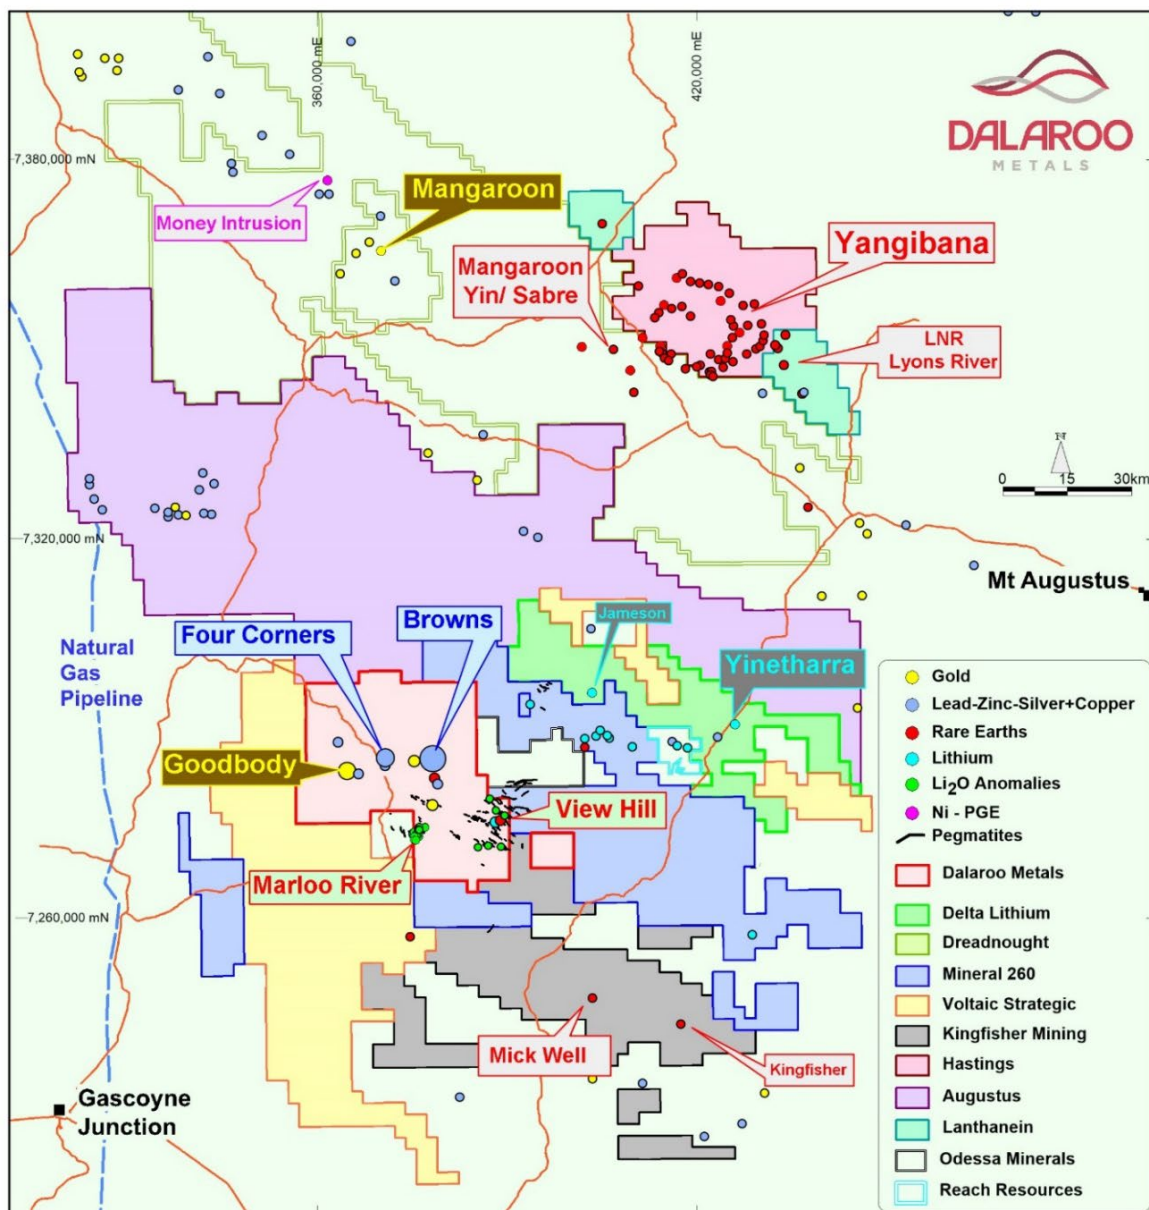 360,000 mE
420,000 mE
DALAROO
METALS
7,380,000 mN
Money Intrusion
Mangaroon
Mangaroon
Yin/ Sabre
Yangibana
LNR
Lyons River
N
0 15 30km
7,320,000 mN
Mt Augustus
Natural
Gas
Pipeline
Four Corners
Browns
Jameson
Yinetharra
Goodbody
View Hill
Marloo River
7,260,000 mN
Mick Well
Kingfisher
Gascoyne
Junction
Gold
Lead-Zinc-Silver+Copper
Rare Earths
Lithium
Li2O Anomalies
Ni - PGE
Pegmatites
Dalaroo Metals
Delta Lithium
Dreadnought
Mineral 260
Voltaic Strategic
Kingfisher Mining
Hastings
Augustus
Lanthanein
Odessa Minerals
Reach Resources